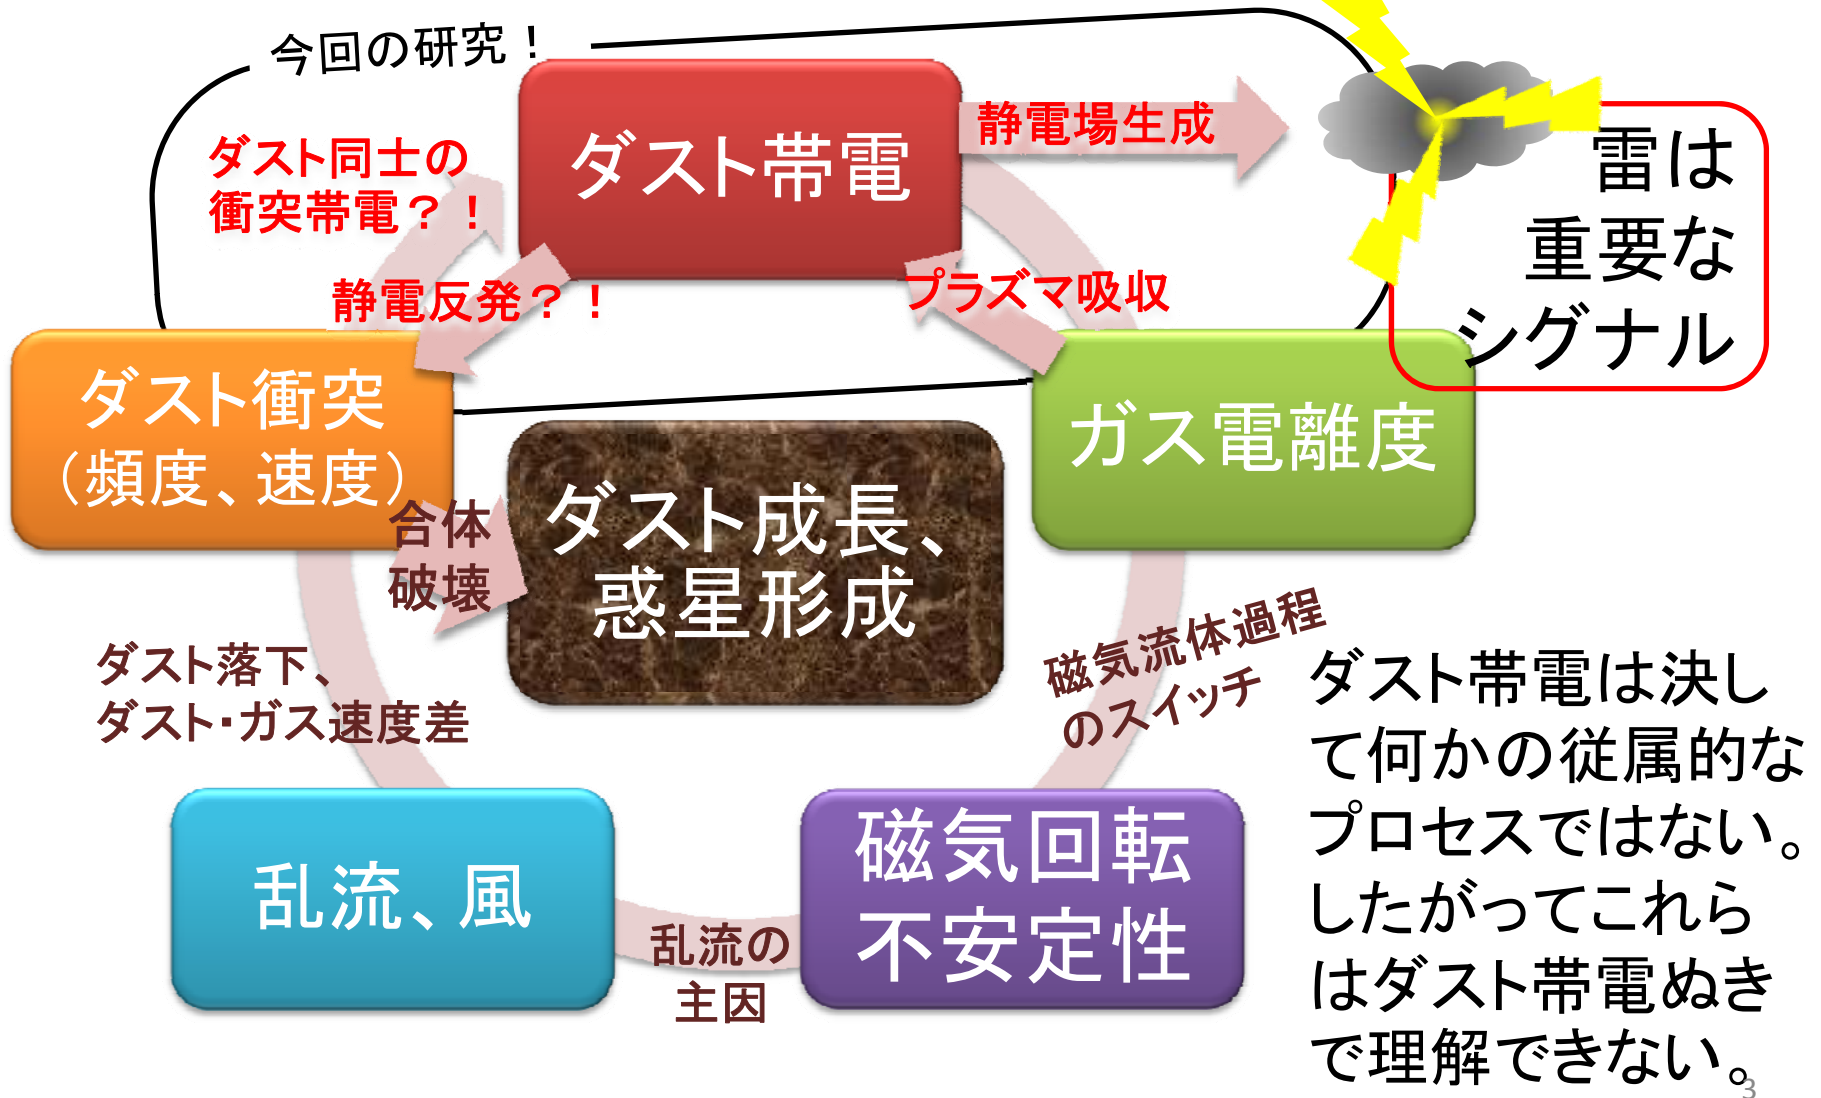 今回の研究！
ダスト帯電
静電場生成
ダスト同士の
衝突帯電？！
静電反発？！
プラズマ吸収
雷は
重要な
シグナル
ダスト衝突
（頻度、速度）
ガス電離度
合体
破壊
ダスト成長、
惑星形成
ダスト落下、
ダスト・ガス速度差
磁気流体過程
のスイッチ
乱流、風
乱流の
主因
磁気回転
不安定性
ダスト帯電は決し
て何かの従属的な
プロセスではない。
したがってこれら
はダスト帯電ぬき
で理解できない。
3